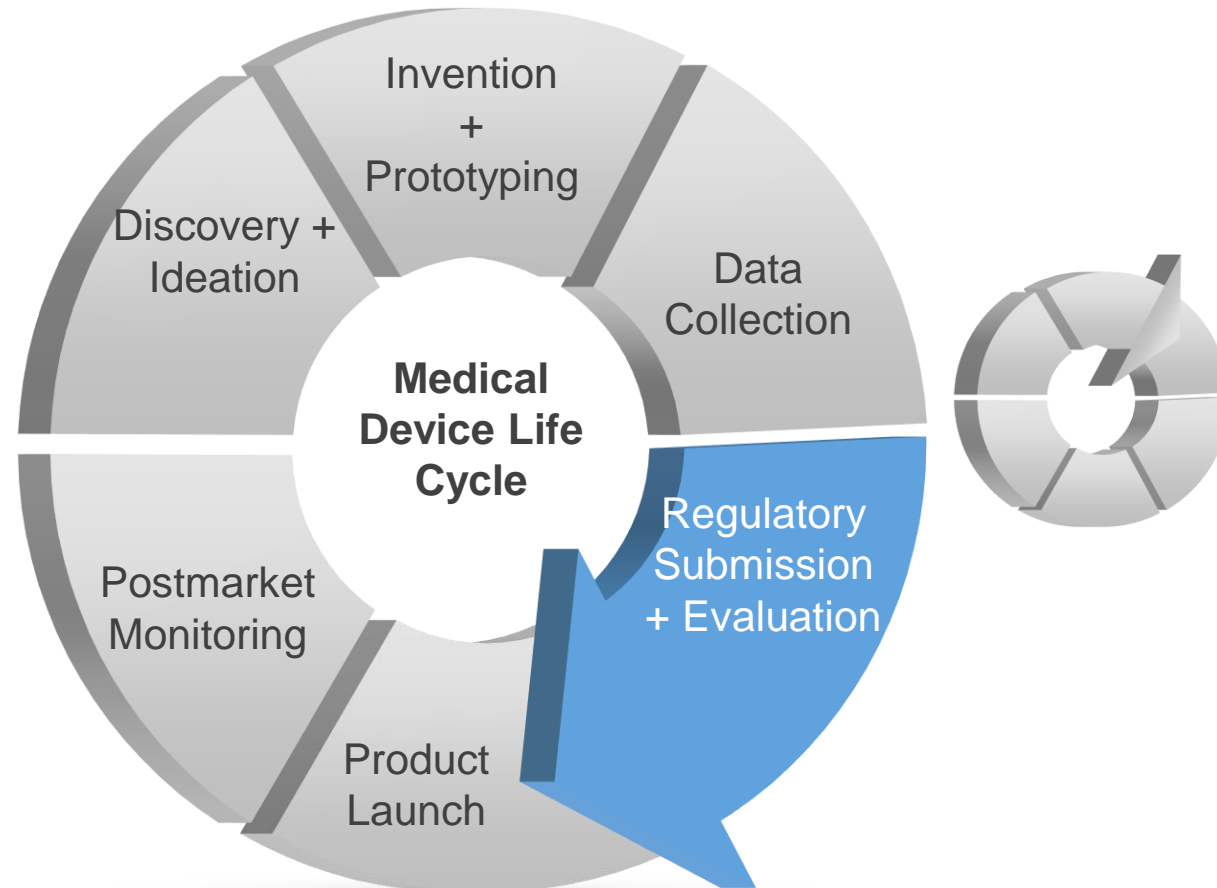 Invention
+
Prototyping
Discovery +
Ideation
Data
Collection
Medical
Device Life
Cycle
Regulatory
Submission
+ Evaluation
Postmarket
Monitoring
Product
Launch